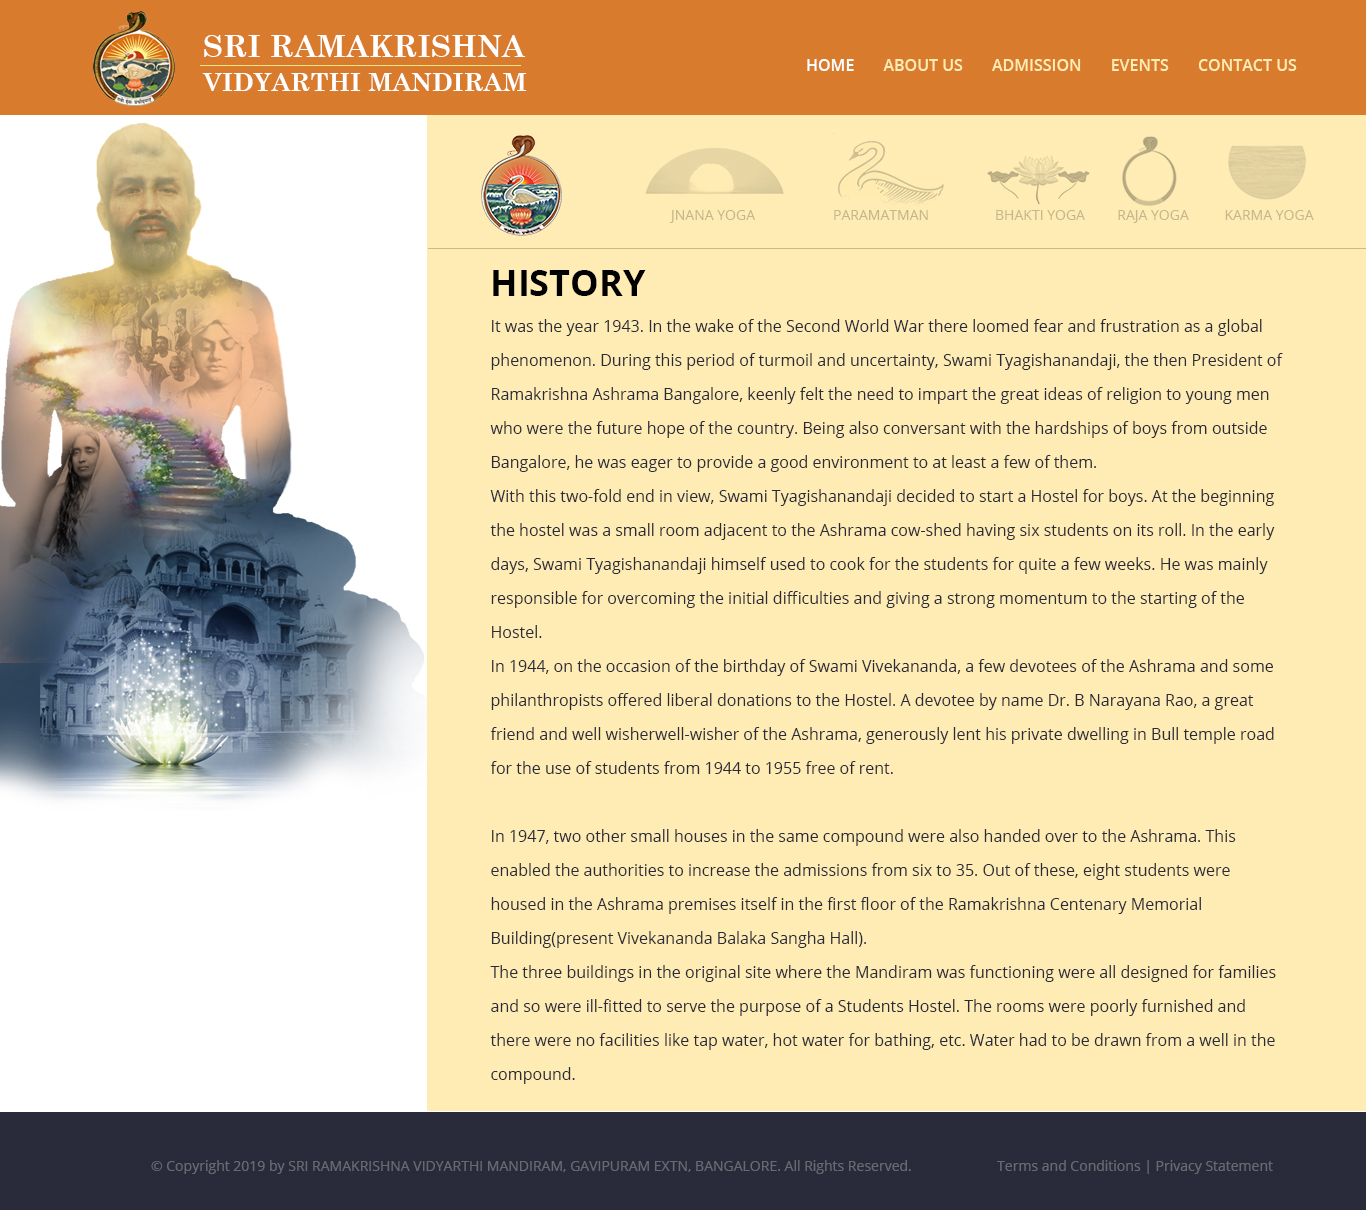 SRI RAMAKRISHNA
VIDYARTHI MANDIRAM
HOME ABOUT US ADMISSION EVENTS CONTACT US
JNANA YOGA PARAMATMAN BHAKTI YOGA RAJA YOGA KARMA YOGA
HISTORY
It was the year 1943. In the wake of the Second World War there loomed fear and frustration as a global
phenomenon. During this period of turmoil and uncertainty, Swami Tyagishanandaji, the then President of
Ramakrishna Ashrama Bangalore, keenly felt the need to impart the great ideas of religion to young men
who were the future hope of the country. Being also conversant with the hardships of boys from outside
Bangalore, he was eager to provide a good environment to at least a few of them.
With this two-fold end in view, Swami Tyagishanandaji decided to start a Hostel for boys. At the beginning
the hostel was a small room adjacent to the Ashrama cow-shed having six students on its roll. In the early
days, Swami Tyagishanandaji himself used to cook for the students for quite a few weeks. He was mainly
responsible for overcoming the initial difficulties and giving a strong momentum to the starting of the
Hostel.
In 1944, on the occasion of the birthday of Swami Vivekananda, a few devotees of the Ashrama and some
philanthropists offered liberal donations to the Hostel. A devotee by name Dr. B Narayana Rao, a great
friend and well wisherwell-wisher of the Ashrama, generously lent his private dwelling in Bull temple road
for the use of students from 1944 to 1955 free of rent.
In 1947, two other small houses in the same compound were also handed over to the Ashrama. This
enabled the authorities to increase the admissions from six to 35. Out of these, eight students were
housed in the Ashrama premises itself in the first floor of the Ramakrishna Centenary Memorial
Building(present Vivekananda Balaka Sangha Hall).
The three buildings in the original site where the Mandiram was functioning were all designed for families
and so were ill-fitted to serve the purpose of a Students Hostel. The rooms were poorly furnished and
there were no facilities like tap water, hot water for bathing, etc. Water had to be drawn from a well in the
compound.
© Copyright 2019 by SRI RAMAKRISHNA VIDYARTHI MANDIRAM, GAVIPURAM EXTN, BANGALORE. All Rights Reserved. Terms and Conditions | Privacy Statement